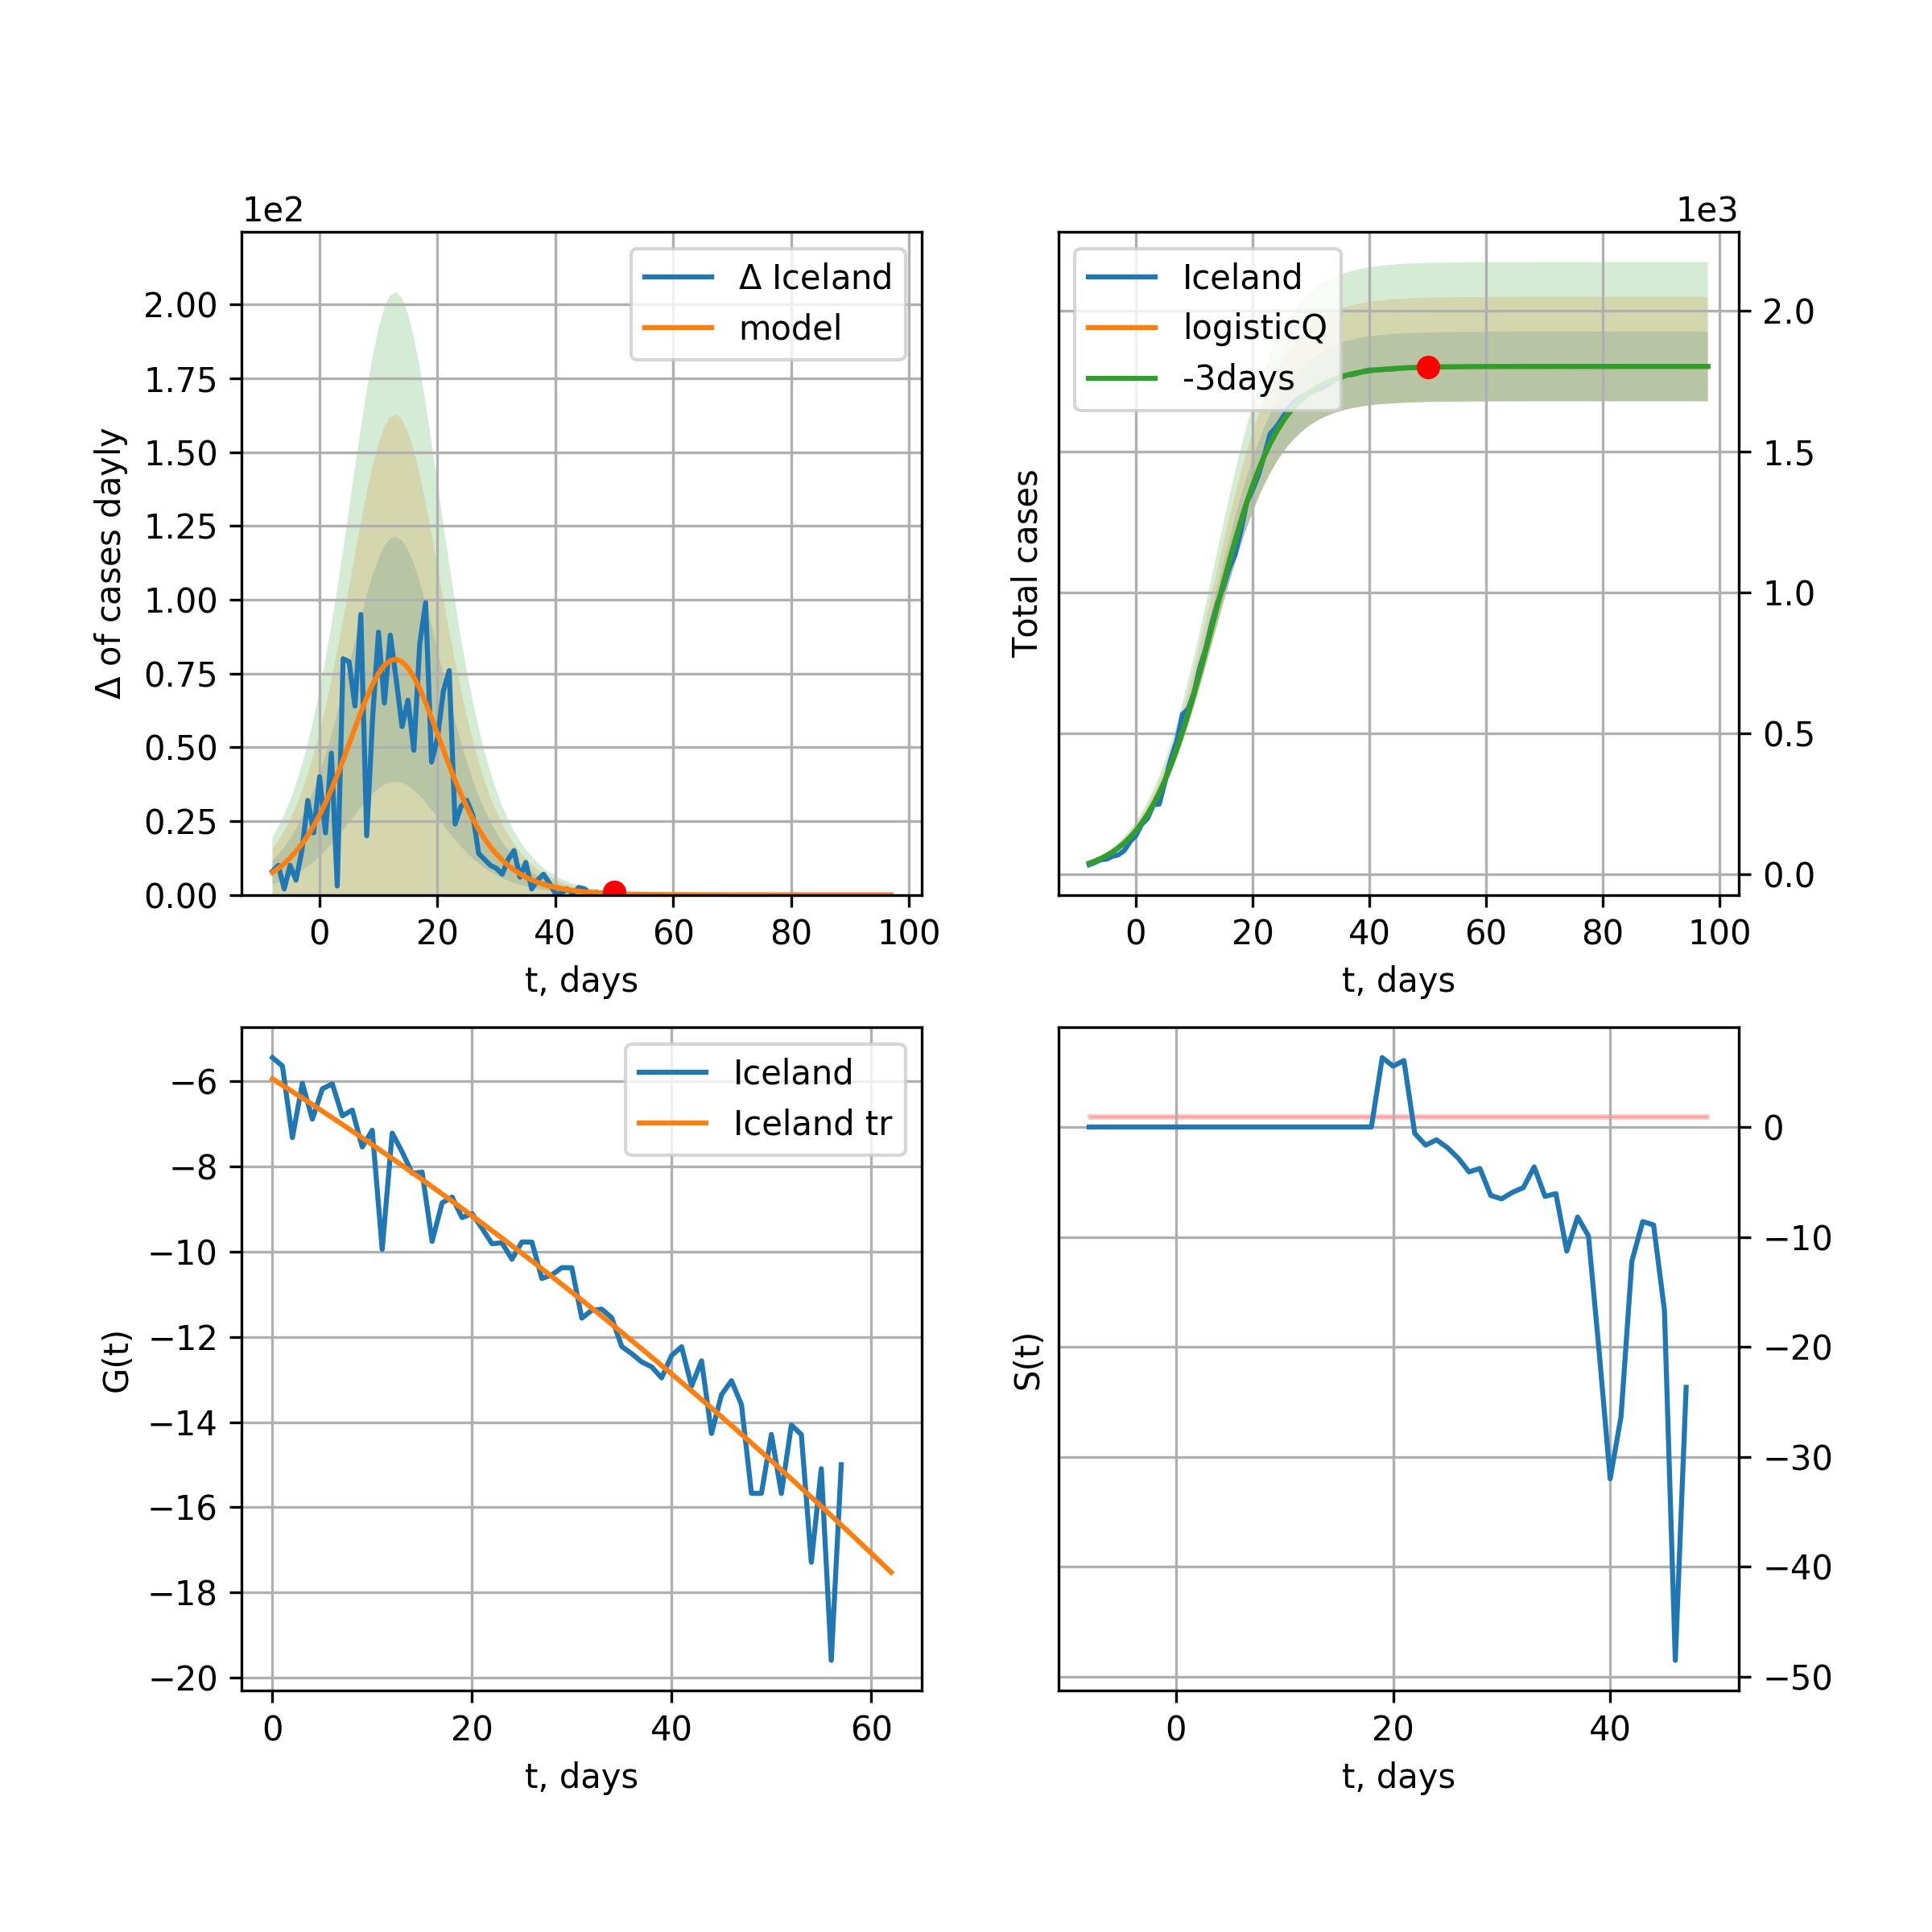 1e2
Δ of cases dayly
2.00
1.75
1.50
1.25
1.00
0.75
0.50
0.25
0.00
Δ Iceland
model
0 20 40 60 80 100
t, days
1e3
Total cases
Iceland
logisticQ
-3days
2.0
1.5
1.0
0.5
0.0
0 20 40 60 80 100
t, days
G(t)
−6
−8
−10
−12
−14
−16
−18
−20
Iceland
Iceland tr
0 20 40 60
t, days
S(t)
0
−10
−20
−30
−40
−50
0 20 40
t, days